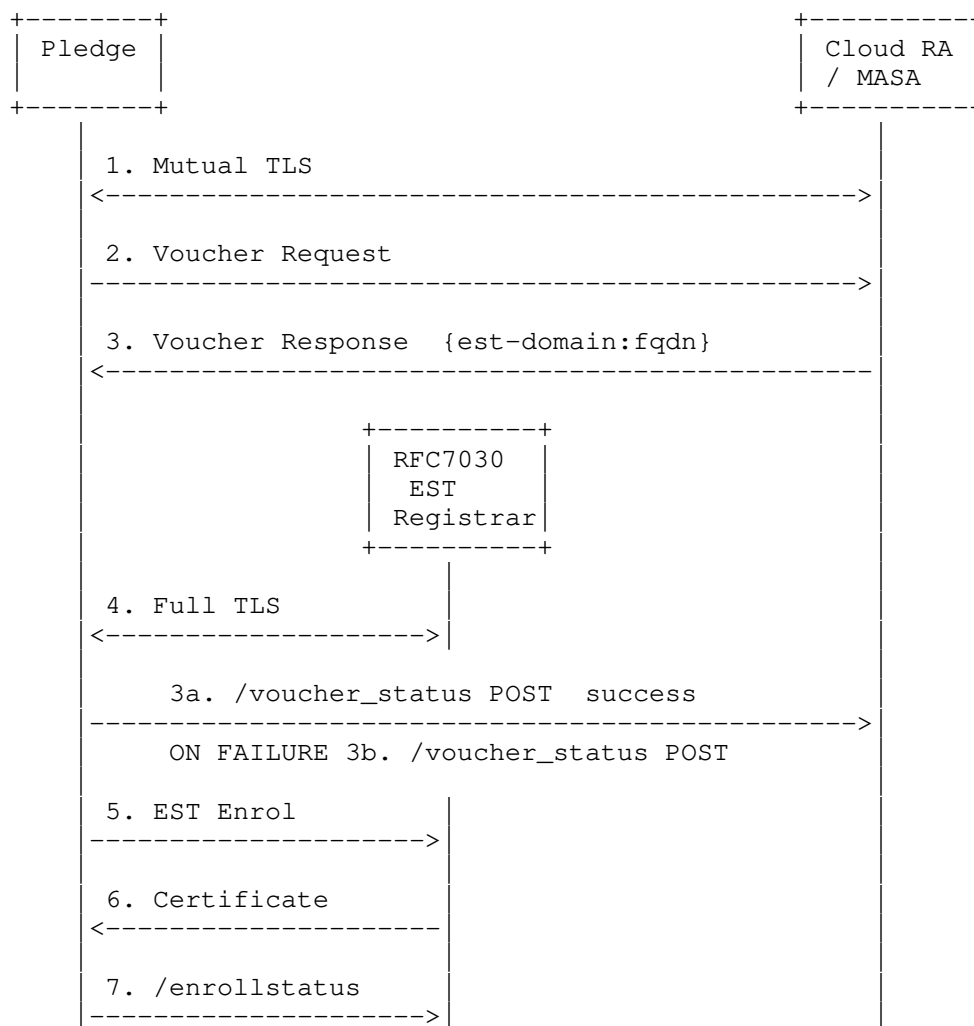 Pledge
Cloud RA
/ MASA
1. Mutual TLS
2. Voucher Request
3. Voucher Response {est-domain:fqdn}
RFC7030
EST
Registrar
4. Full TLS
3a. /voucher_status POST success
ON FAILURE 3b. /voucher_status POST
5. EST Enrol
6. Certificate
7. /enrollstatus